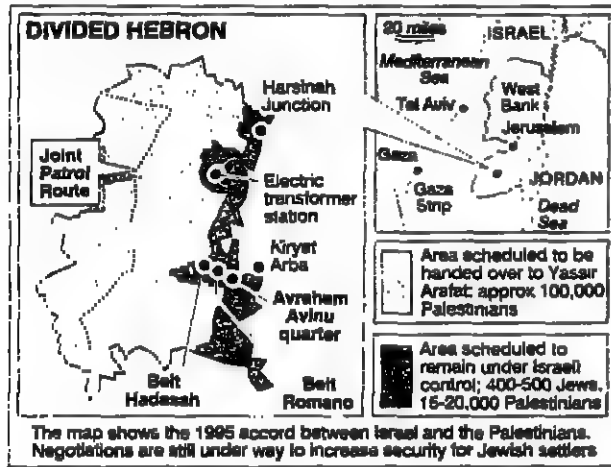 DIVIDED HEBRON
Harsinah
Junction
Joint
Patrol
Route
Electric
transformer
station
Kiryat
Arba
Avraham
Avinu
quarter
Beit
Hadassah
Beit
Romano
20 miles
ISRAEL
Mediterranean
Sea
Tel Aviv
West
Bank
Jerusalem
Gaza
Gaza
Strip
JORDAN
Dead
Sea
Area scheduled to be
handed over to Yassir
Arafat: approx 100,000
Palestinians
Area scheduled to
remain under Israeli
control; 400-500 Jews,
15-20,000 Palestinians
The map shows the 1995 accord between Israel and the Palestinians.
Negotiations are still under way to increase security for Jewish settlers